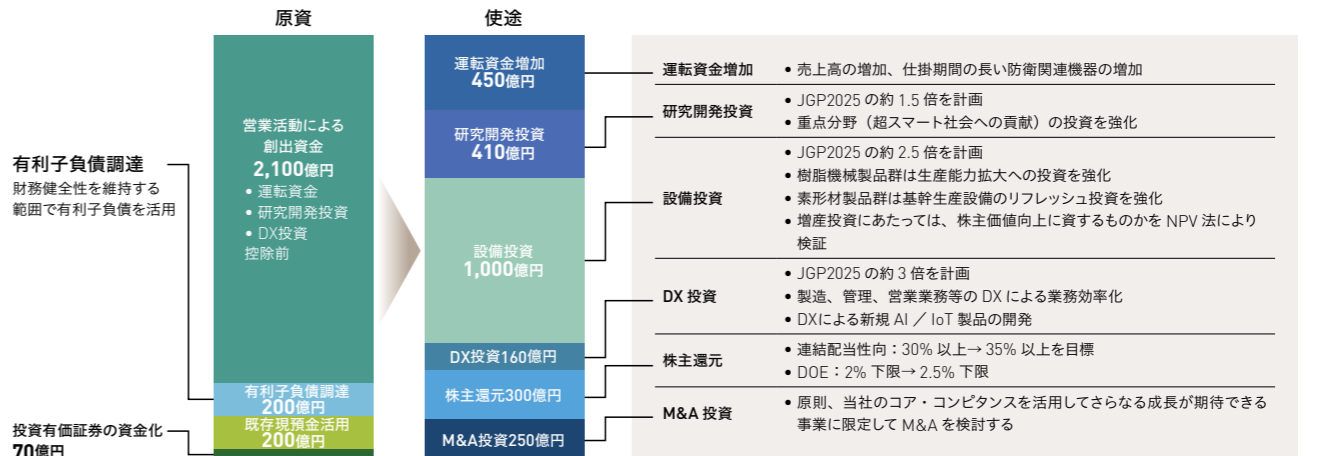 原資
使途
有利子負債調達
財務健全性を維持する
範囲で有利子負債を活用
投資有価証券の資金化
70億円
営業活動による
創出資金
2,100億円
• 運転資金
• 研究開発投資
• DX投資
控除前
有利子負債調達
200億円
既存現預金活用
200億円
運転資金増加
450億円
研究開発投資
410億円
設備投資
1,000億円
DX投資160億円
株主還元300億円
M&A投資250億円
運転資金増加
• 売上高の増加、仕掛期間の長い防衛関連機器の増加
研究開発投資
• JGP2025 の約 1.5 倍を計画
• 重点分野（超スマート社会への貢献）の投資を強化
設備投資
• JGP2025 の約 2.5 倍を計画
• 樹脂機械製品群は生産能力拡大への投資を強化
• 素形材製品群は基幹生産設備のリフレッシュ投資を強化
• 増産投資にあたっては、株主価値向上に資するものかを NPV 法により
検証
DX 投資
• JGP2025 の約 3 倍を計画
• 製造、管理、営業業務等の DX による業務効率化
• DXによる新規 AI ／ IoT 製品の開発
株主還元
• 連結配当性向：30% 以上→ 35% 以上を目標
• DOE：2% 下限→ 2.5% 下限
M&A 投資
• 原則、当社のコア・コンピタンスを活用してさらなる成長が期待できる
事業に限定して M&A を検討する